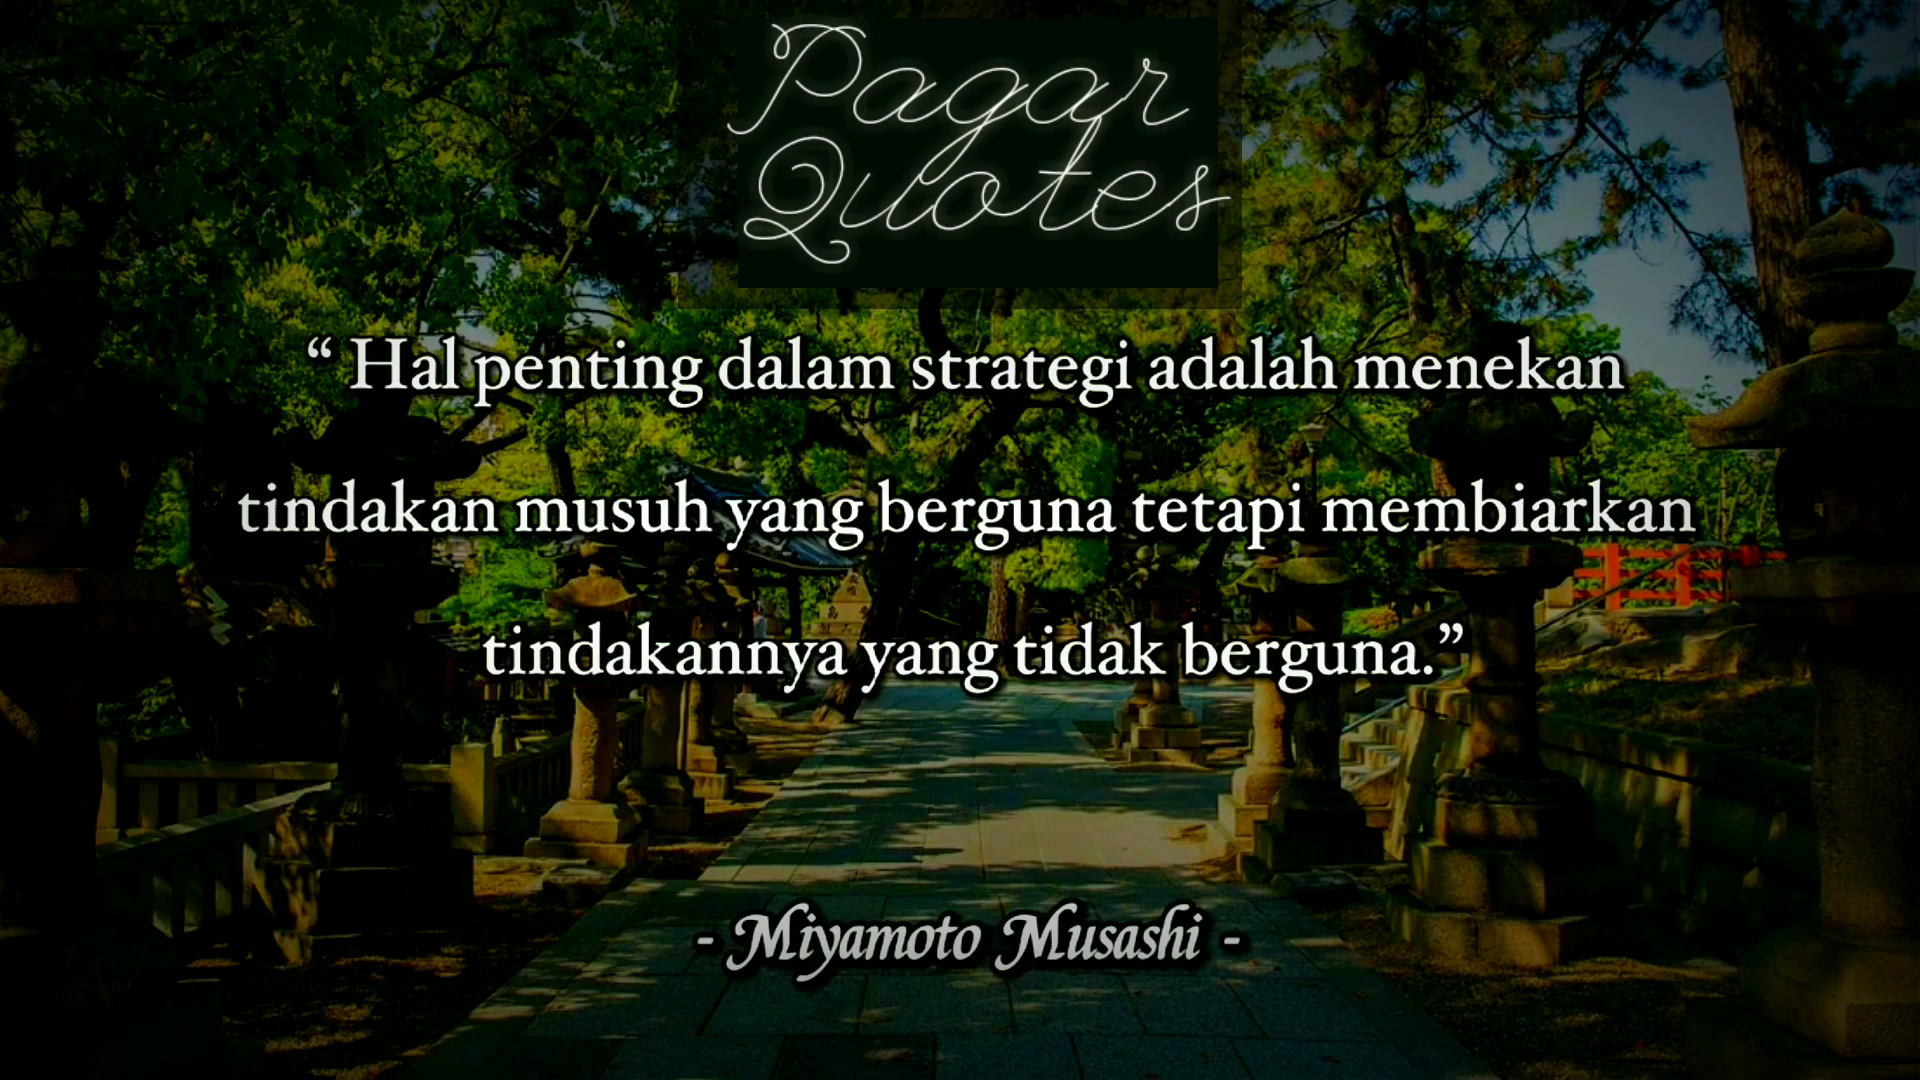 Pagar
Quotes
“ Hal penting dalam strategi adalah menekan
tindakan musuh yang berguna tetapi membiarkan
tindakannya yang tidak berguna.”
- Miyamoto Musashi -